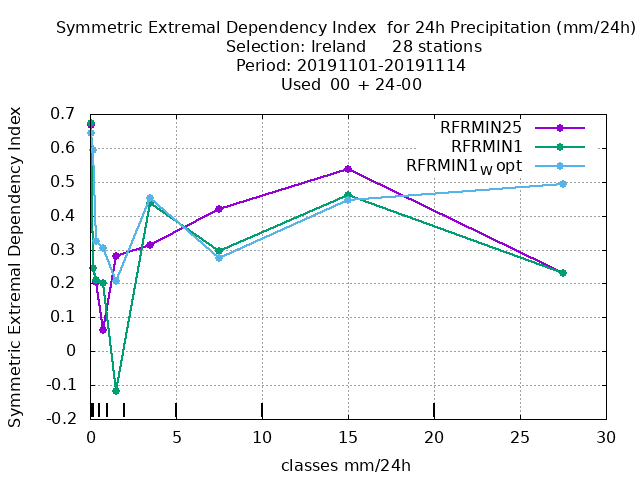 Symmetric Extremal Dependency Index  for 24h Precipitation (mm/24h)
Selection: Ireland     28 stations
Period: 20191101-20191114
Used  00 + 24-00
RFRMIN25
RFRMIN1
RFRMIN1W opt
Symmetric Extremal Dependency Index
0.7
0.6
0.5
0.4
0.3
0.2
0.1
0
-0.1
-0.2
0 5 10 15 20 25 30
classes mm/24h